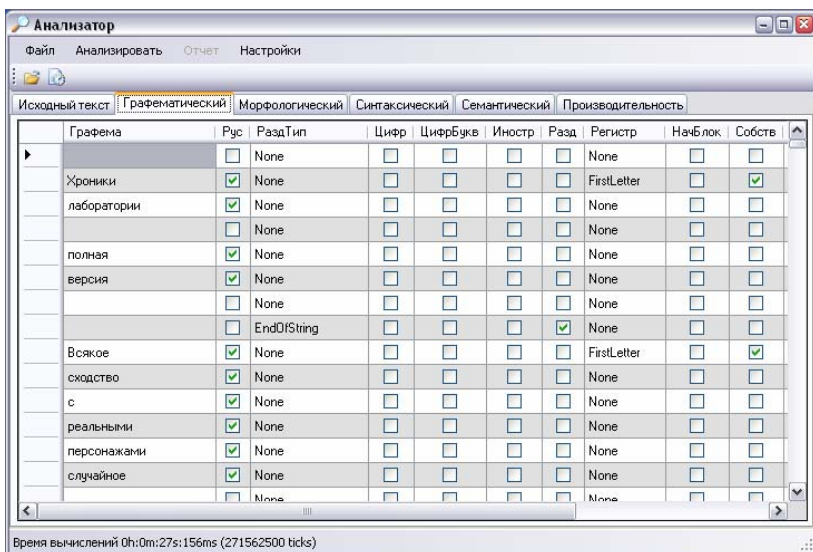 Анализатор
Файл Анализировать Отчет Настройки
Исходный текст Графематический Морфологический Синтаксический Семантический Производительность
Графема Рус РаздТип Цифр ЦифрБукв Иностр Разд Регистр НачБлок Собств
None None
Хроники None FirstLetter
лаборатории None None
None None
полная None None
версия None None
None None
EndOfString None
Всякое None FirstLetter
сходство None None
с None None
реальными None None
персонажами None None
случайное None None
None None
Время вычислений 0h:0m:27s:156ms (271562500 ticks)